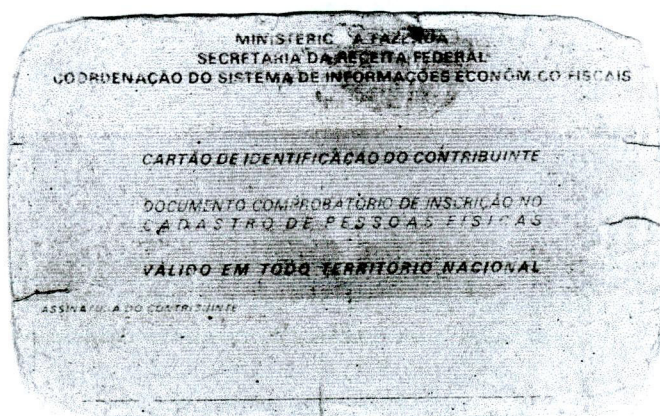 MINISTERIO A FAZENDA
SECRETARIA DA RECEITA FEDERAL
COORDENAÇÃO DO SISTEMA DE INFORMAÇÕES ECONÔMICO FISCAIS
CARTÃO DE IDENTIFICAÇÃO DO CONTRIBUINTE
DOCUMENTO COMPROBATÓRIO DE INSCRIÇÃO NO
CADASTRO DE PESSOAS FÍSICAS
VÁLIDO EM TODO TERRITÓRIO NACIONAL
ASSINATURA DO CONTRIBUINTE